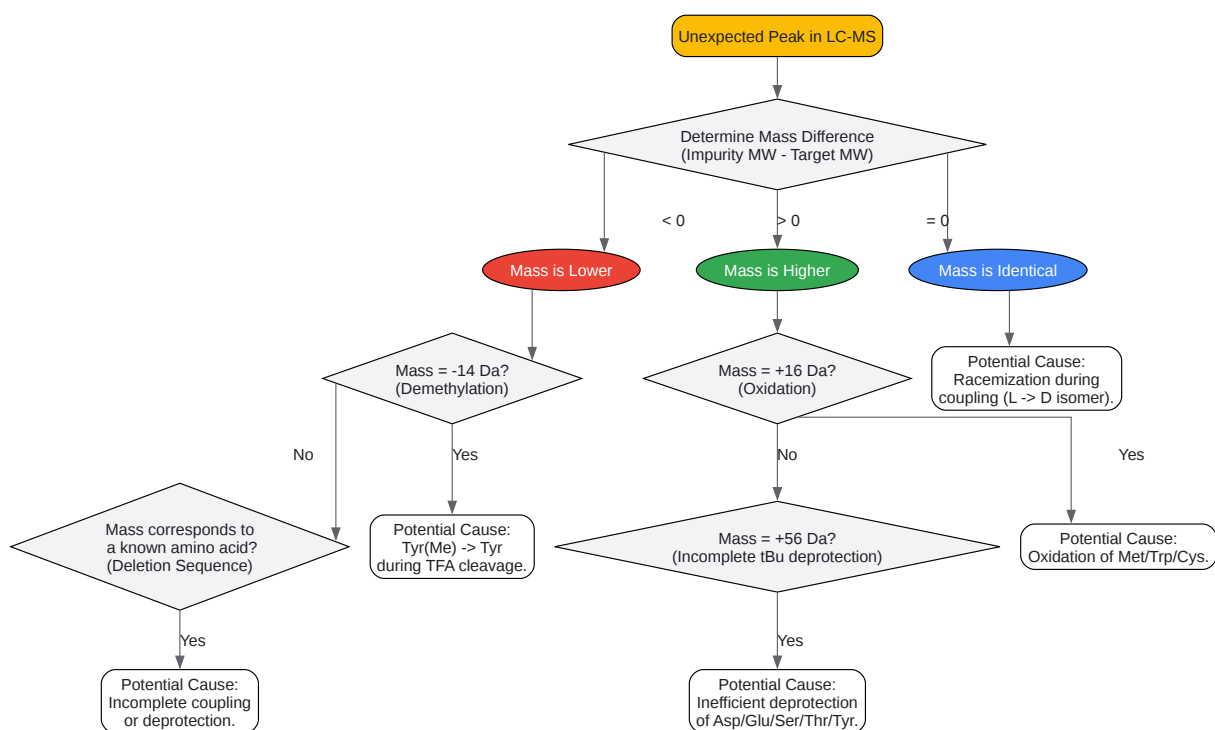 Unexpected Peak in LC-MS
Determine Mass Difference
(Impurity MW - Target MW)
< 0
> 0
= 0
Mass is Lower
Mass is Higher
Mass is Identical
Mass = -14 Da?
(Demethylation)
Mass = +16 Da?
(Oxidation)
Potential Cause:
Racemization during
coupling (L -> D isomer).
No
Yes
No
Yes
Mass corresponds to
a known amino acid?
(Deletion Sequence)
Potential Cause:
Tyr(Me) -> Tyr
during TFA cleavage.
Mass = +56 Da?
(Incomplete tBu deprotection)
Potential Cause:
Oxidation of Met/Trp/Cys.
Yes
Yes
Potential Cause:
Incomplete coupling
or deprotection.
Potential Cause:
Inefficient deprotection
of Asp/Glu/Ser/Thr/Tyr.